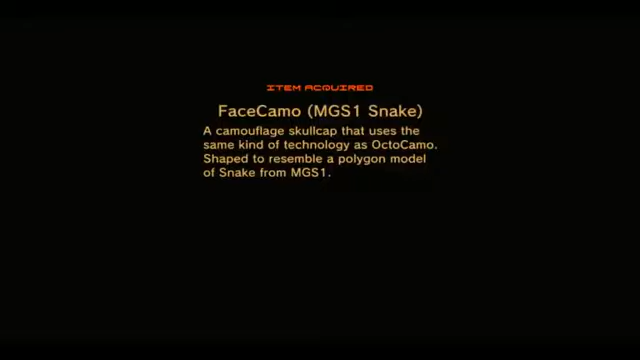 ITEM ACQUIRED
FaceCamo (MGS1 Snake)
A camouflage skullcap that uses the
same kind of technology as OctoCamo.
Shaped to resemble a polygon model
of Snake from MGS1.